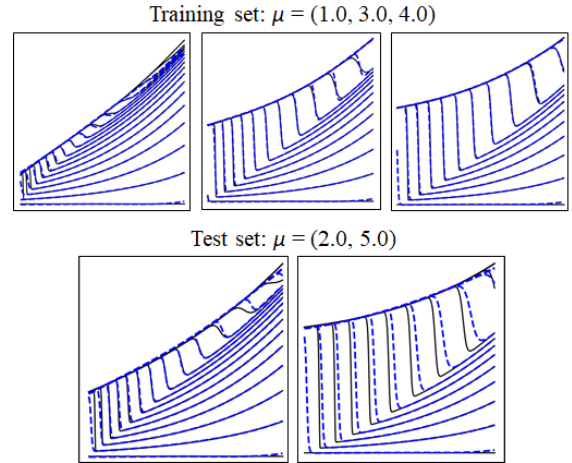 Training set: μ = (1.0, 3.0, 4.0)
Test set: μ = (2.0, 5.0)